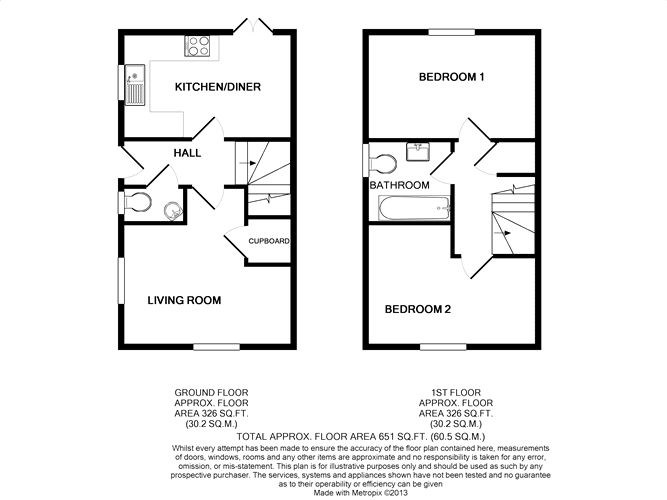 KITCHEN/DINER
HALL
CUPBOARD
LIVING ROOM
BEDROOM 1
BATHROOM
BEDROOM 2
GROUND FLOOR
APPROX. FLOOR
AREA 326 SQ.FT.
(30.2 SQ.M.)
1ST FLOOR
APPROX. FLOOR
AREA 326 SQ.FT.
(30.2 SQ.M.)
TOTAL APPROX. FLOOR AREA 651 SQ.FT. (60.5 SQ.M.)
Whilst every attempt has been made to ensure the accuracy of the floor plan contained here, measurements
of doors, windows, rooms and any other items are approximate and no responsibility is taken for any error,
omission, or mis-statement. This plan is for illustrative purposes only and should be used as such by any
prospective purchaser. The services, systems and appliances shown have not been tested and no guarantee
as to their operability or efficiency can be given
Made with Metropix ©2013